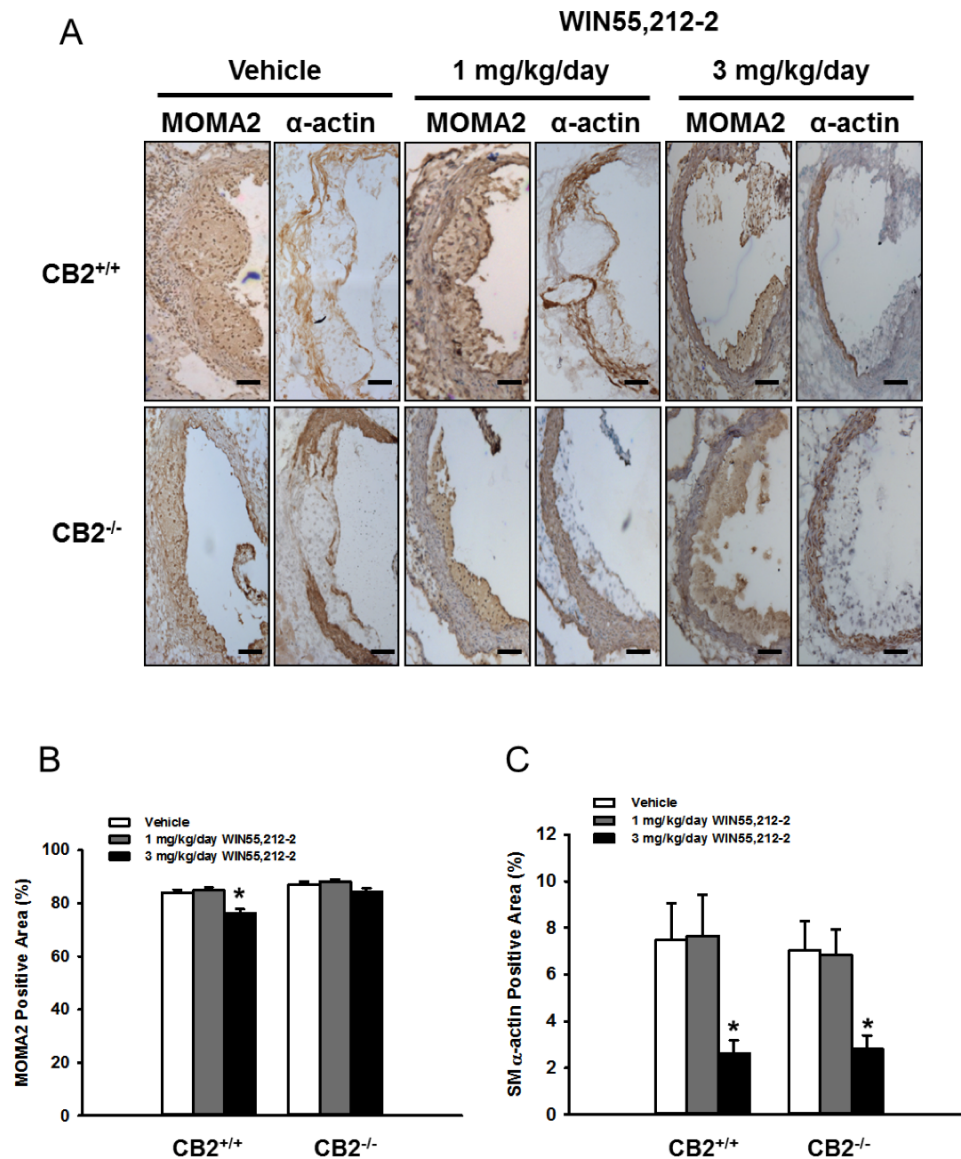 A
WIN55,212-2
Vehicle
1 mg/kg/day
3 mg/kg/day
MOMA2 α-actin MOMA2 α-actin MOMA2 α-actin
CB2+/+
CB2-/-
B
Vehicle
1 mg/kg/day WIN55,212-2
3 mg/kg/day WIN55,212-2
MOMA2 Positive Area (%)
100
80
60
40
20
0
*
CB2+/+ CB2-/-
C
Vehicle
1 mg/kg/day WIN55,212-2
3 mg/kg/day WIN55,212-2
SM α-actin Positive Area (%)
12
10
8
6
4
2
0
* *
CB2+/+ CB2-/-